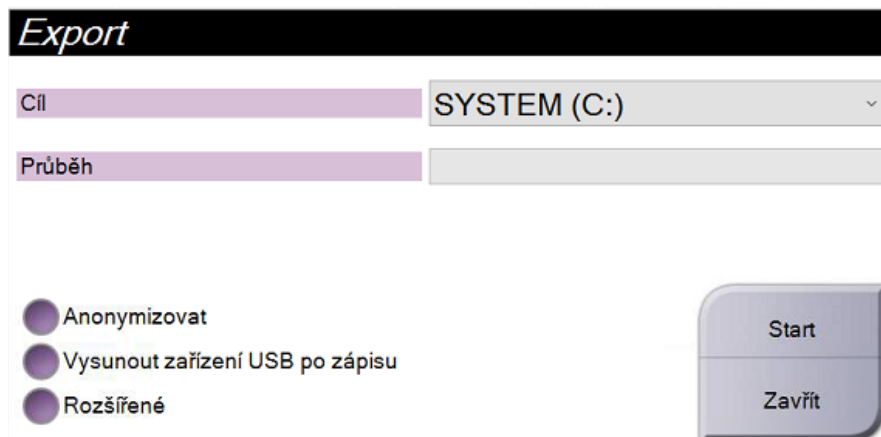 Export
Cíl
SYSTEM (C:)
Průběh
Anonymizovat
Vysunout zařízení USB po zápisu
Rozšířené
Start
Zavřít